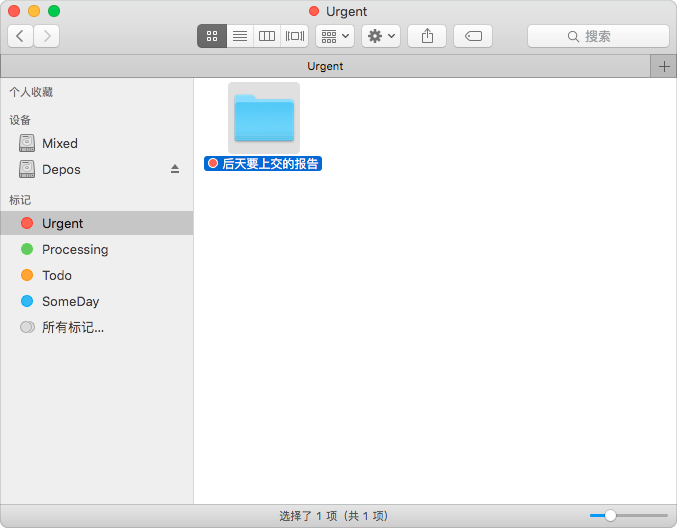 Urgent
搜索
Urgent
个人收藏
设备
Mixed
Depos
标记
Urgent
Processing
Todo
SomeDay
所有标记...
后天要上交的报告
选择了 1 项（共 1 项）